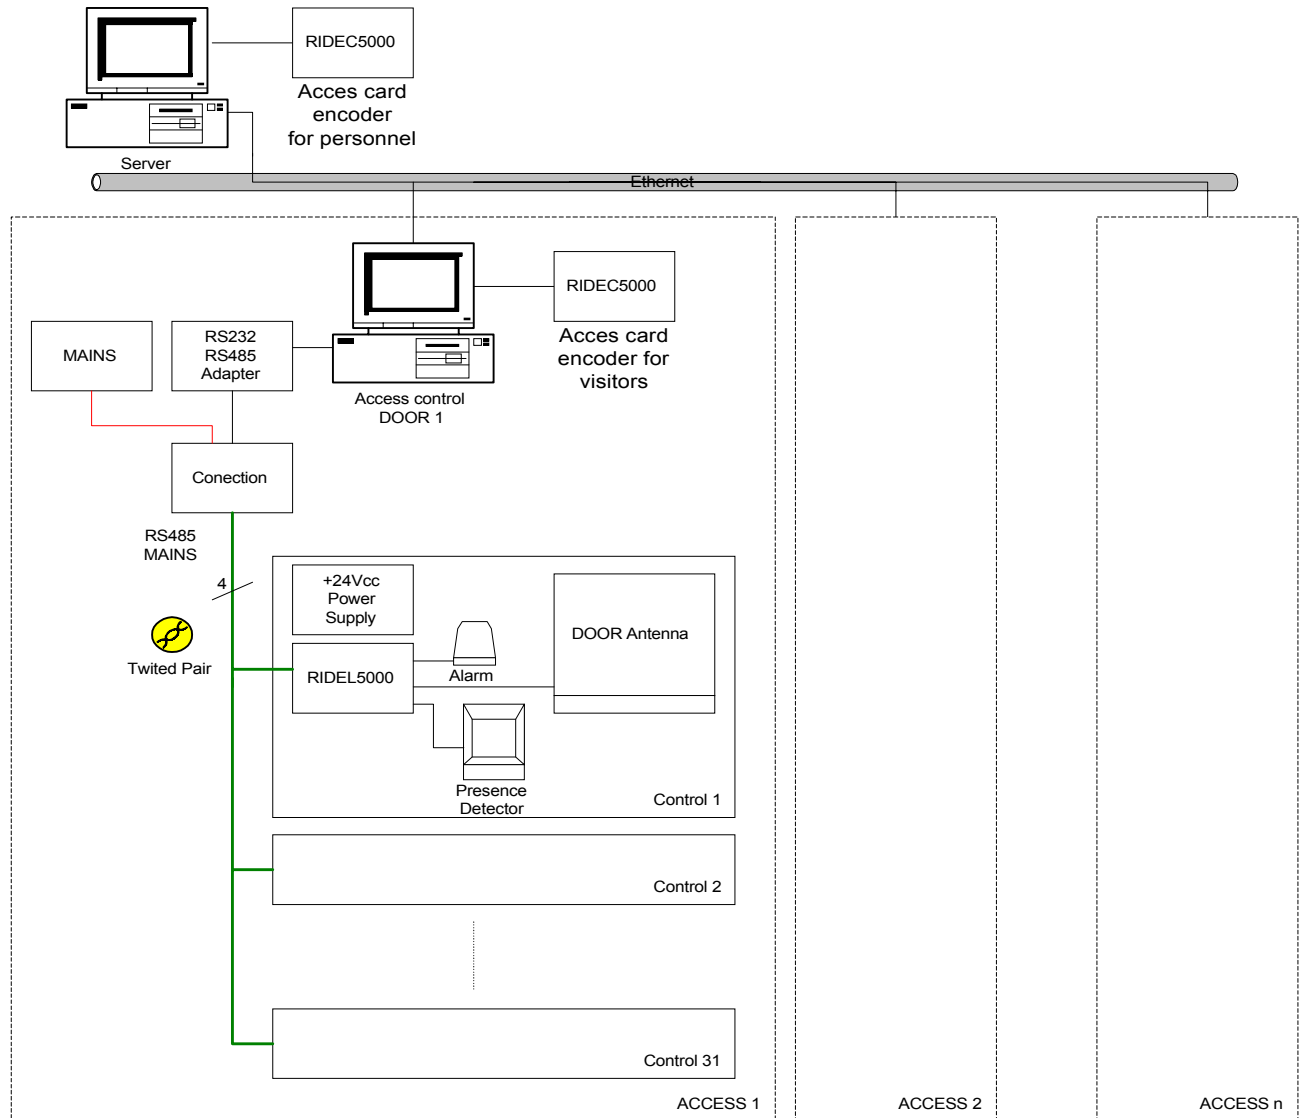 RIDEC5000
Acces card
encoder
for personnel
Server
Ethernet
RIDEC5000
Acces card
encoder for
visitors
MAINS
RS232
RS485
Adapter
Access control
DOOR 1
Conection
RS485
MAINS
4
Twited Pair
+24Vcc
Power
Supply
DOOR Antenna
RIDEL5000
Alarm
Presence
Detector
Control 1
Control 2
Control 31
ACCESS 1
ACCESS 2
ACCESS n